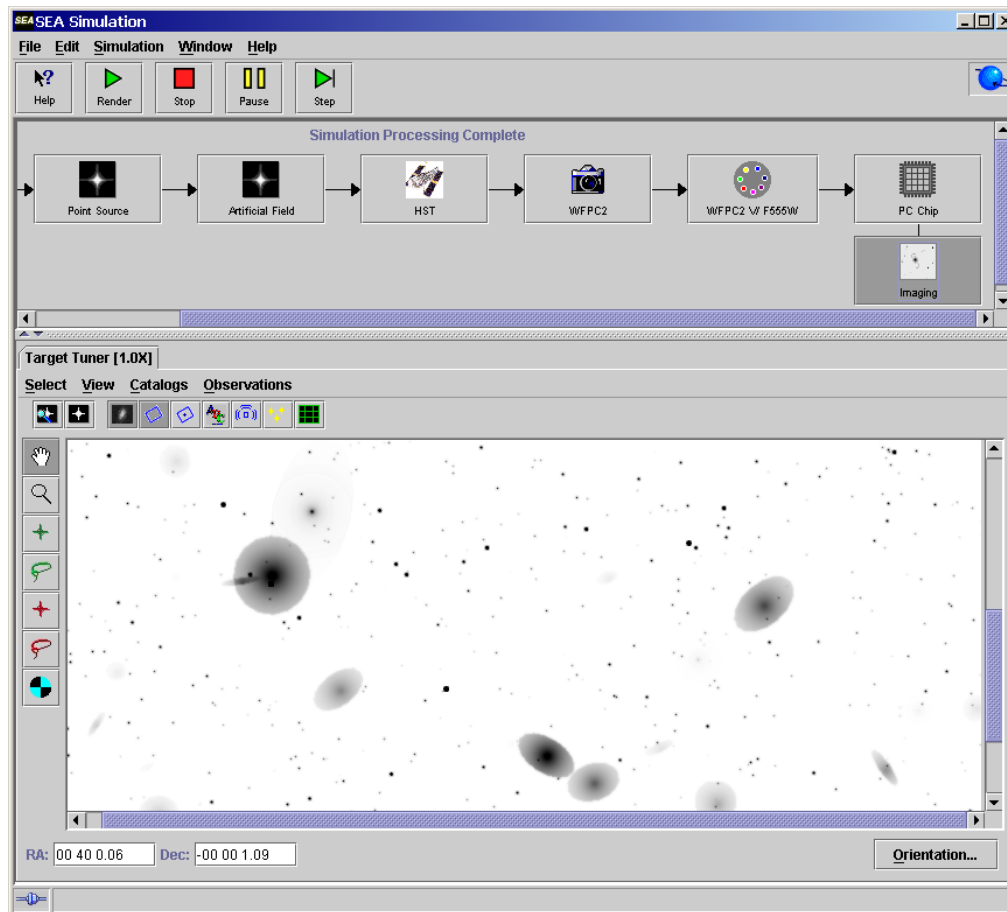 SEA SEA Simulation
File Edit Simulation Window Help
Help Render Stop Pause Step
Simulation Processing Complete
Point Source Artificial Field HST WFPC2 WFPC2 W F555W PC Chip
Imaging
Target Tuner [1.0X]
Select View Catalogs Observations
RA: 00 40 0.06 Dec: -00 00 1.09 Orientation...